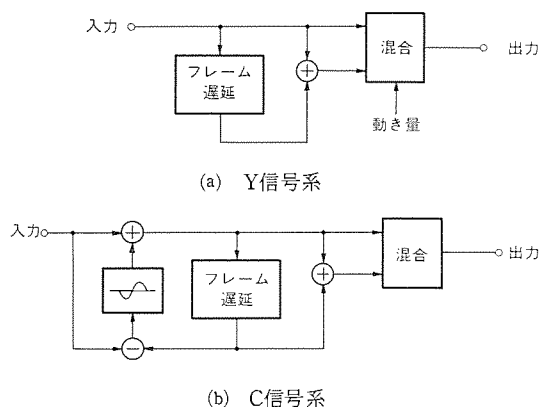 入力
フレーム
遅延
+
混合
出力
動き量
(a) Y信号系
入力
+
フレーム
遅延
+
混合
出力
−
(b) C信号系